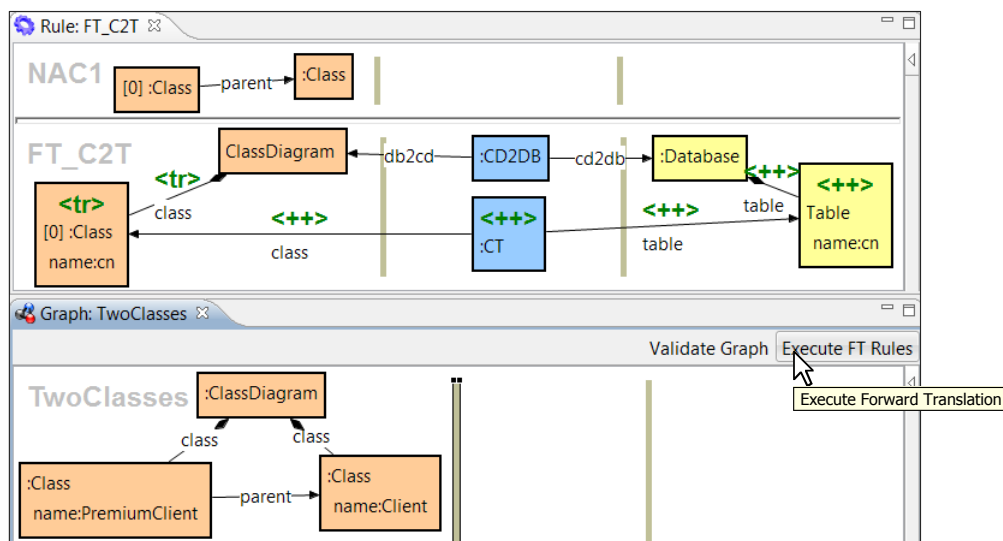 Rule: FT_C2T
NAC1
[0] :Class
parent
:Class
FT_C2T
ClassDiagram
db2cd
:CD2DB
cd2db
:Database
<tr>
class
<++>
table
<tr>
[0] :Class
name:cn
<++>
class
<++>
:CT
<++>
table
<++>
Table
name:cn
Graph: TwoClasses
Validate Graph
Execute FT Rules
Execute Forward Translation
TwoClasses
:ClassDiagram
class
class
:Class
name:PremiumClient
parent
:Class
name:Client